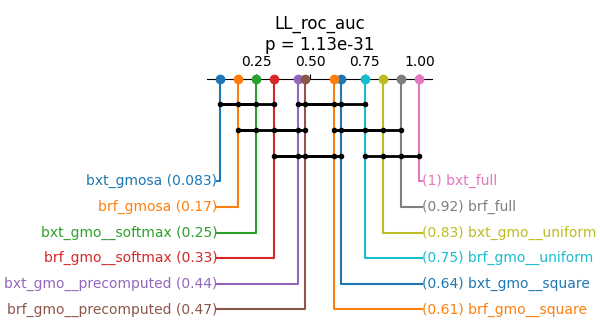 LL_roc_auc
p = 1.13e-31
0.25 0.50 0.75 1.00
bxt_gmosa (0.083) (1) bxt_full
brf_gmosa (0.17) (0.92) brf_full
bxt_gmo__softmax (0.25) (0.83) bxt_gmo__uniform
brf_gmo__softmax (0.33) (0.75) brf_gmo__uniform
bxt_gmo__precomputed (0.44) (0.64) bxt_gmo__square
brf_gmo__precomputed (0.47) (0.61) brf_gmo__square